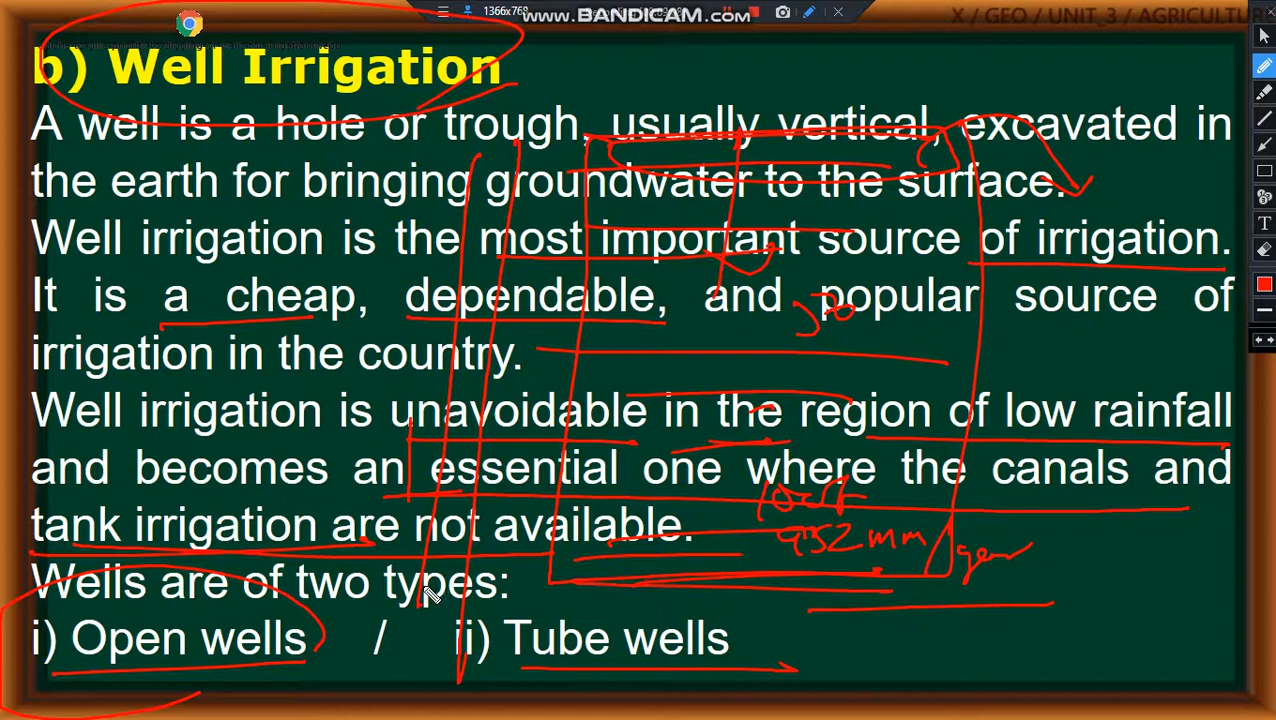 1366x768
WWW.BANDICAM.COM
X / GEO / UNIT_3 / AGRICULTURE
b) Well Irrigation
A well is a hole or trough, usually vertical, excavated in
the earth for bringing groundwater to the surface.
Well irrigation is the most important source of irrigation.
It is a cheap, dependable, and popular source of
irrigation in the country.
Well irrigation is unavoidable in the region of low rainfall
and becomes an essential one where the canals and
tank irrigation are not available.
952mm/year
Wells are of two types:
i) Open wells / ii) Tube wells